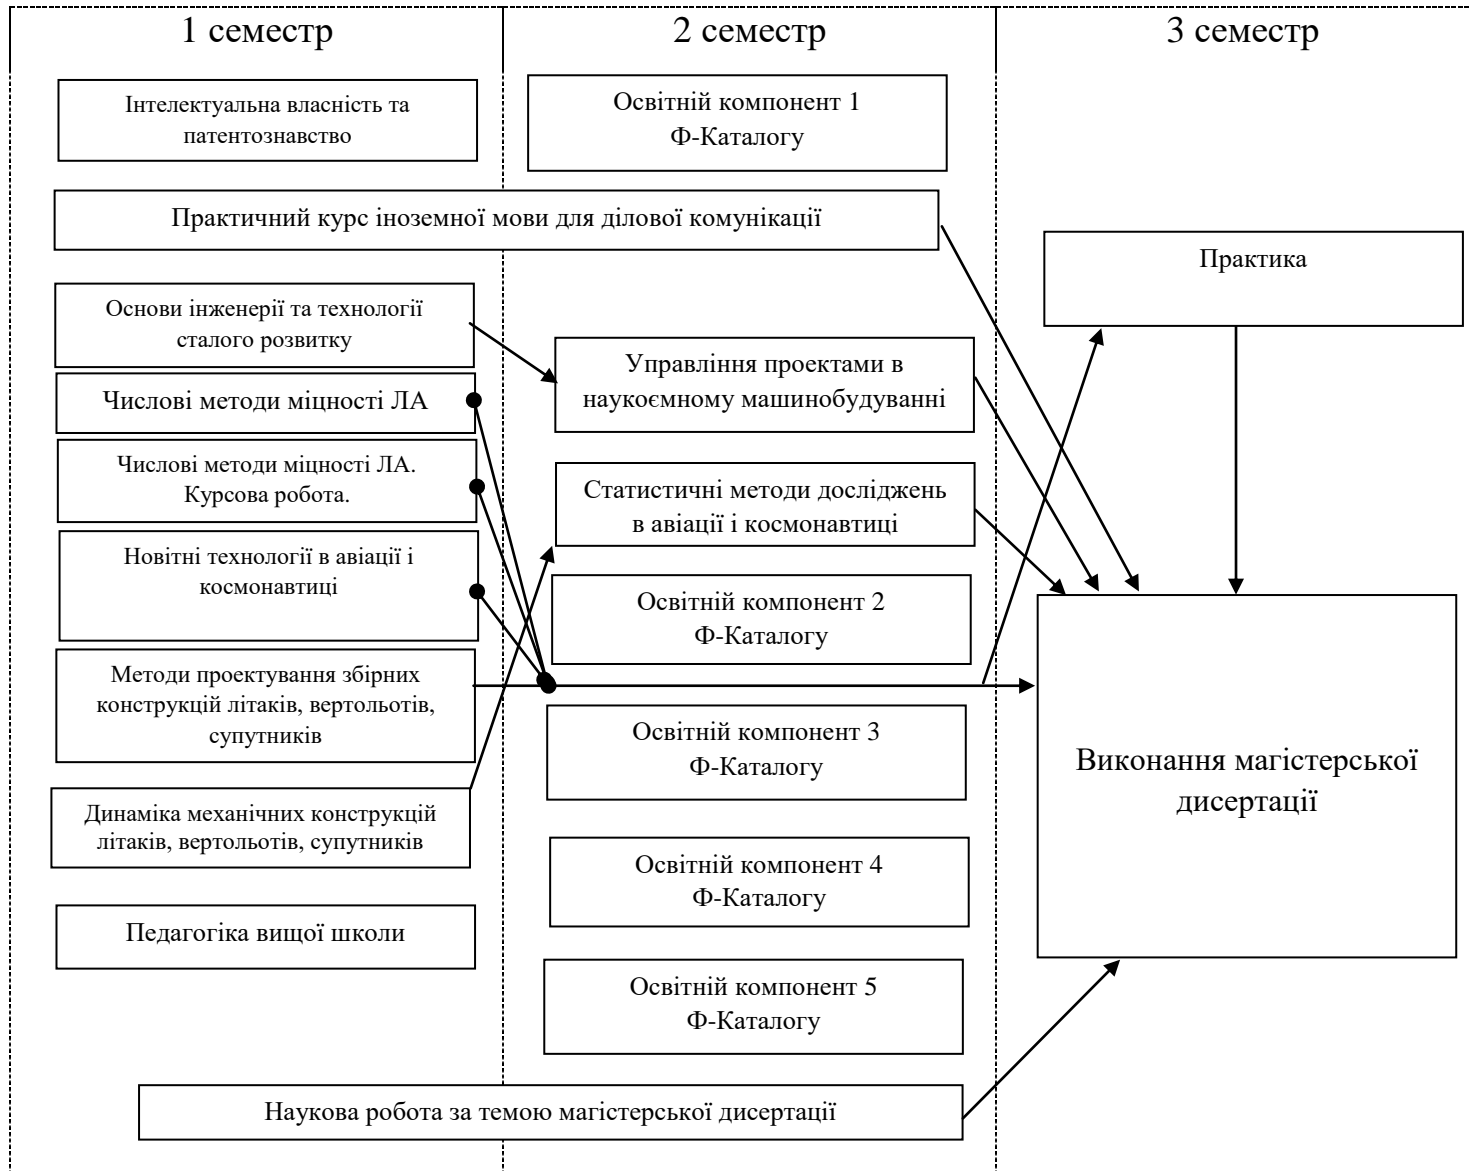 1 семестр
2 семестр
3 семестр
Інтелектуальна власність та
патентознавство
Освітній компонент 1
Ф-Каталогу
Практичний курс іноземної мови для ділової комунікації
Практика
Основи інженерії та технології
сталого розвитку
Управління проектами в
наукоємному машинобудуванні
Числові методи міцності ЛА
Числові методи міцності ЛА.
Курсова робота.
Статистичні методи досліджень
в авіації і космонавтиці
Новітні технології в авіації і
космонавтиці
Освітній компонент 2
Ф-Каталогу
Методи проектування збірних
конструкцій літаків, вертольотів,
супутників
Освітній компонент 3
Ф-Каталогу
Виконання магістерської
дисертації
Динаміка механічних конструкцій
літаків, вертольотів, супутників
Освітній компонент 4
Ф-Каталогу
Педагогіка вищої школи
Освітній компонент 5
Ф-Каталогу
Наукова робота за темою магістерської дисертації